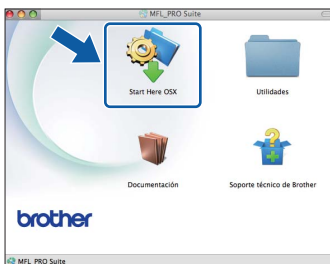 MFL_PRO Suite
Start Here OSX
Utilidades
Documentación
Soporte técnico de Brother
brother
MFL_PRO Suite